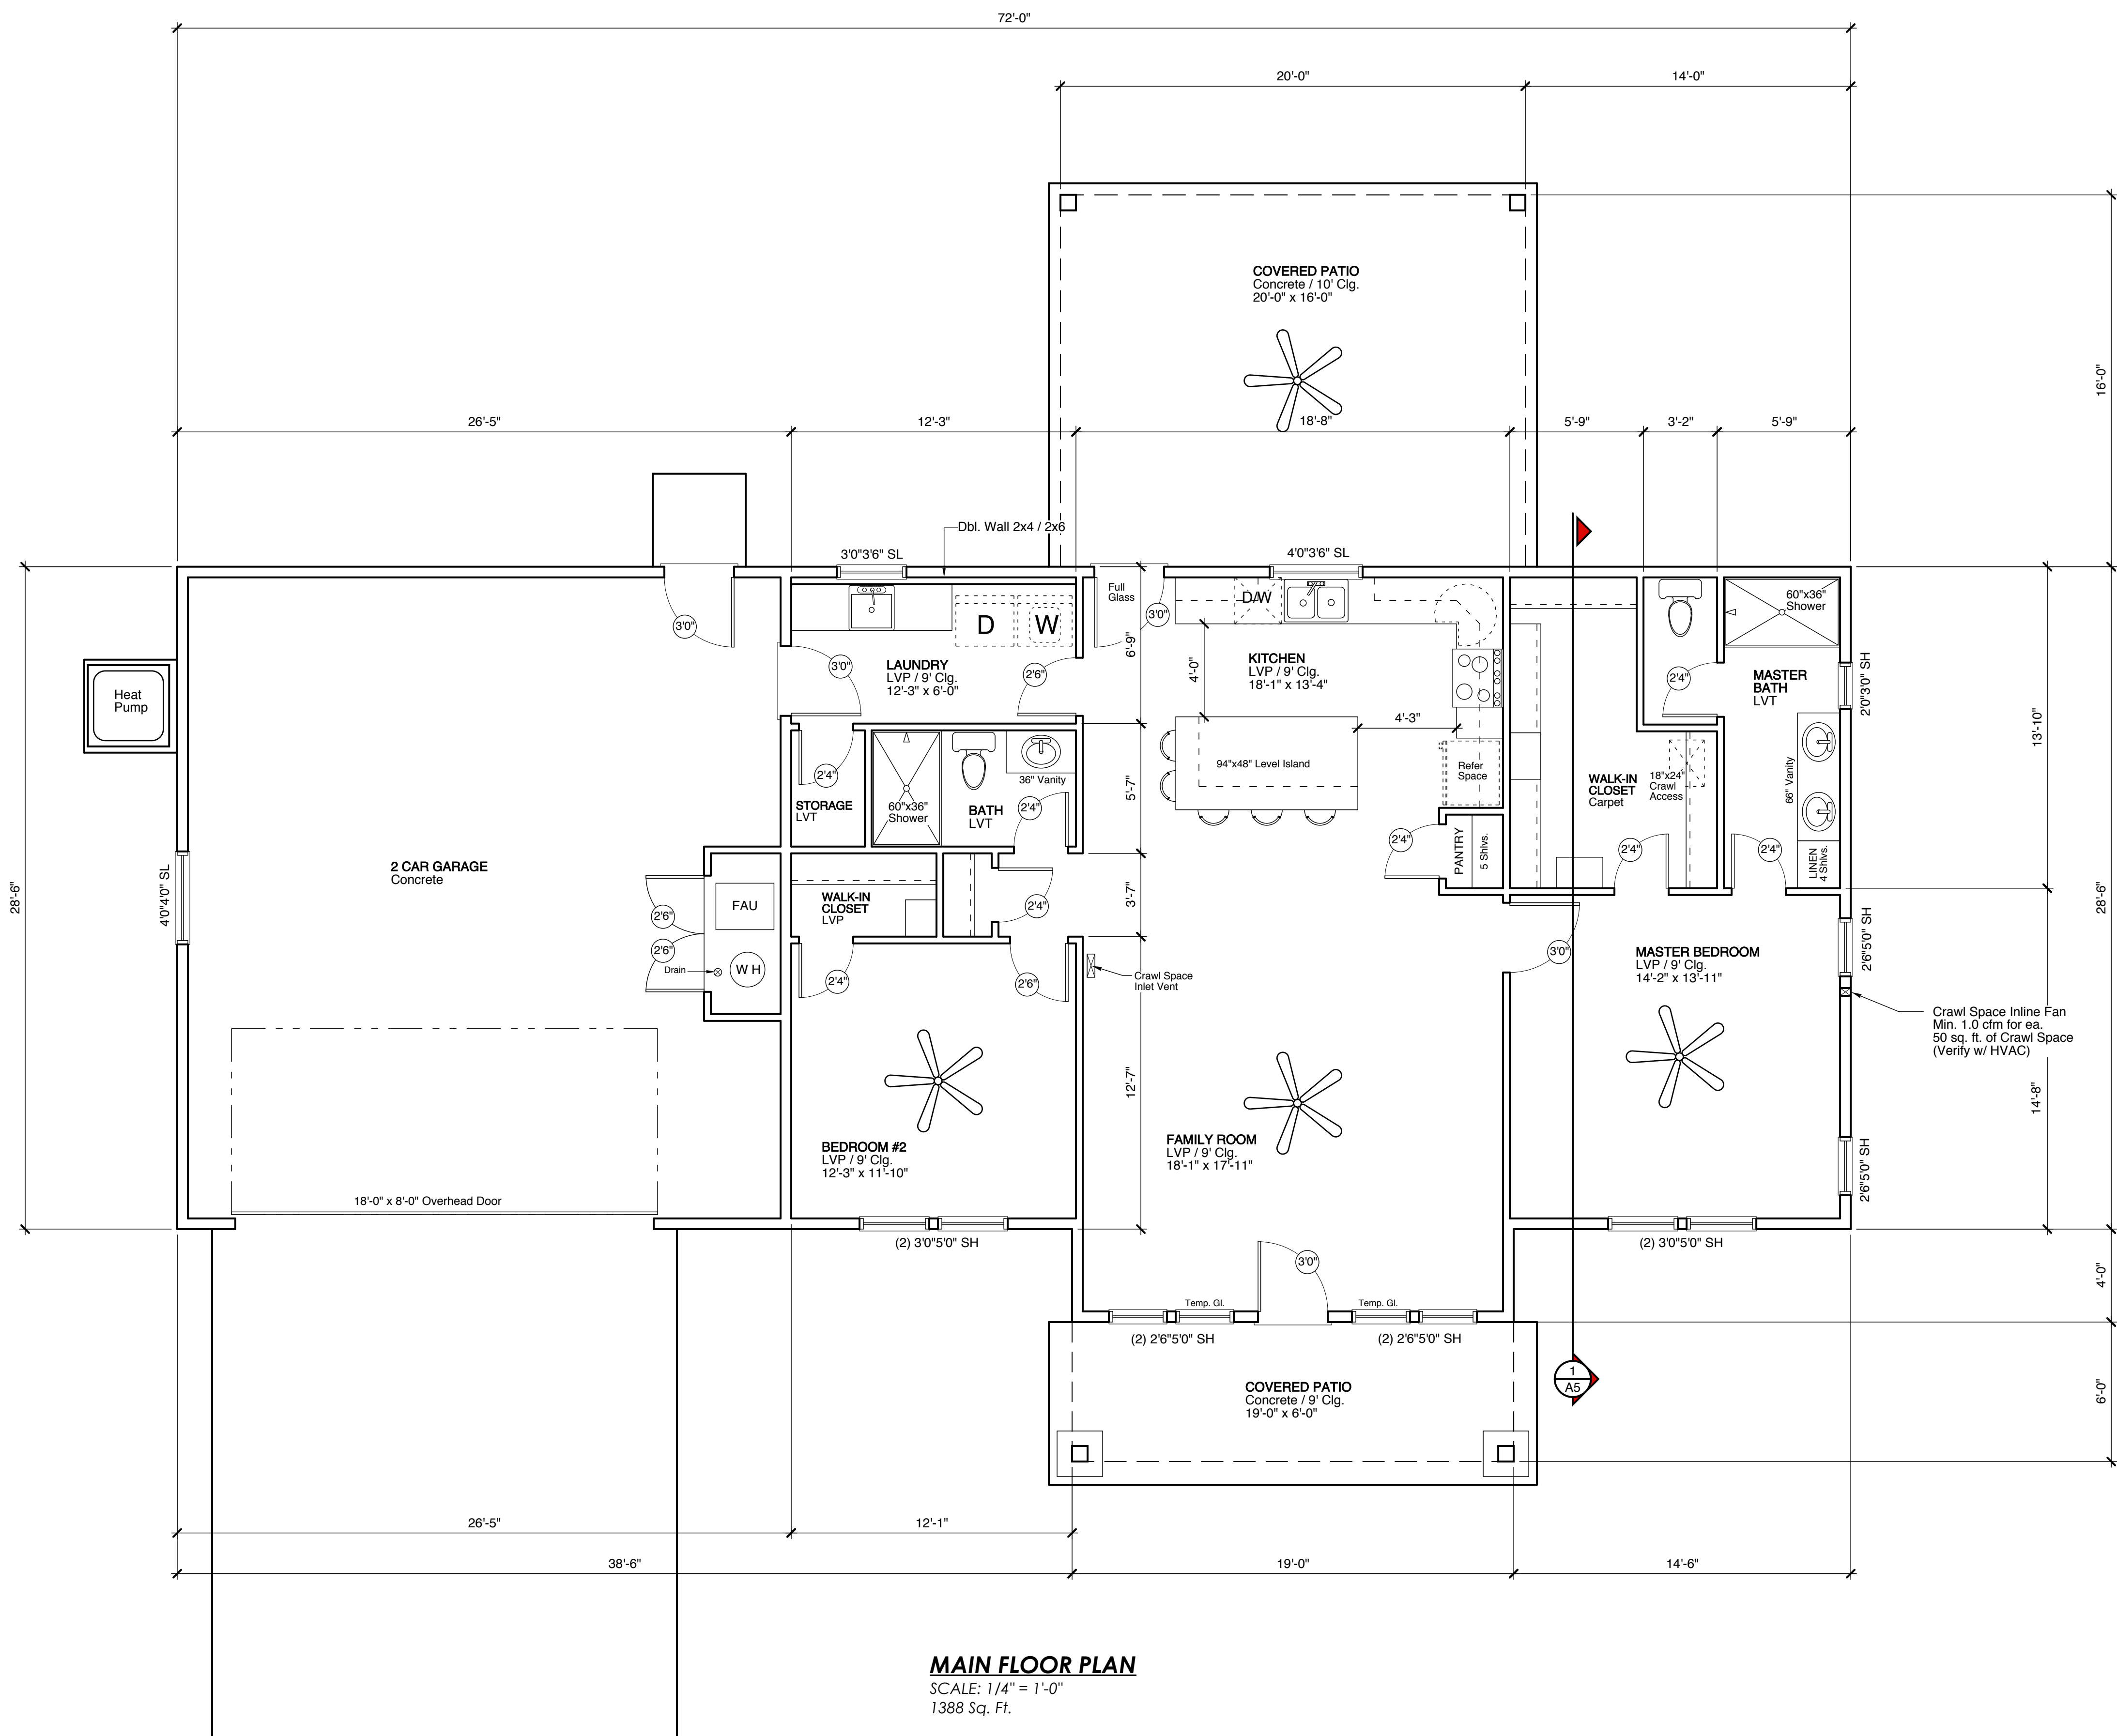 72'-0"
20'-0"
14'-0"
COVERED PATIO
Concrete / 10' Clg.
20'-0" x 16'-0"
16'-0"
26'-5"
12'-3"
18'-8"
5'-9"
3'-2"
5'-9"
Dbl. Wall 2x4 / 2x6
3'0"3'6" SL
4'0"3'6" SL
Full
Glass
3'0"
3'0"
D
W
D/W
60"x36"
Shower
6'-9"
4'-0"
LAUNDRY
LVP / 9' Clg.
12'-3" x 6'-0"
3'0"
2'6"
KITCHEN
LVP / 9' Clg.
18'-1" x 13'-4"
2'4"
MASTER
BATH
LVT
2'0"3'0" SH
Heat
Pump
4'-3"
13'-10"
94"x48" Level Island
Refer
Space
2'4"
STORAGE
LVT
60"x36"
Shower
36" Vanity
BATH
LVT
2'4"
5'-7"
WALK-IN
CLOSET
Carpet
18"x24"
Crawl
Access
66" Vanity
2 CAR GARAGE
Concrete
4'0"4'0" SL
28'-6"
2'4"
PANTRY
5 Shlvs.
2'4"
2'4"
LINEN
4 Shlvs.
WALK-IN
CLOSET
LVP
2'4"
3'-7"
28'-6"
FAU
2'6"
2'6"
Drain
W H
2'4"
2'6"
Crawl Space
Inlet Vent
3'0"
MASTER BEDROOM
LVP / 9' Clg.
14'-2" x 13'-11"
2'6"5'0" SH
Crawl Space Inline Fan
Min. 1.0 cfm for ea.
50 sq. ft. of Crawl Space
(Verify w/ HVAC)
12'-7"
14'-8"
BEDROOM #2
LVP / 9' Clg.
12'-3" x 11'-10"
FAMILY ROOM
LVP / 9' Clg.
18'-1" x 17'-11"
2'6"5'0" SH
18'-0" x 8'-0" Overhead Door
(2) 3'0"5'0" SH
(2) 3'0"5'0" SH
3'0"
4'-0"
Temp. Gl.
Temp. Gl.
(2) 2'6"5'0" SH
(2) 2'6"5'0" SH
COVERED PATIO
Concrete / 9' Clg.
19'-0" x 6'-0"
1
A5
6'-0"
26'-5"
12'-1"
38'-6"
19'-0"
14'-6"
MAIN FLOOR PLAN
SCALE: 1/4" = 1'-0"
1388 Sq. Ft.